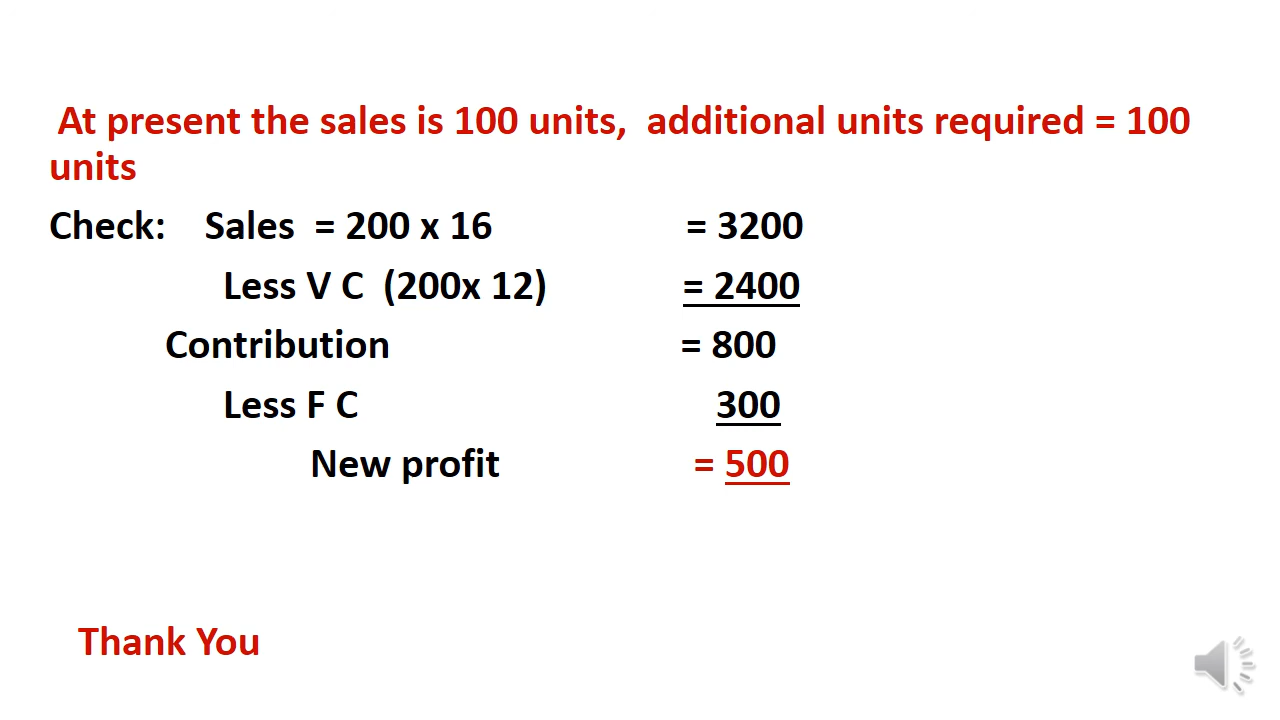 At present the sales is 100 units, additional units required = 100
units
Check: Sales = 200 x 16 = 3200
Less V C (200x 12) = 2400
Contribution = 800
Less F C 300
New profit = 500
Thank You